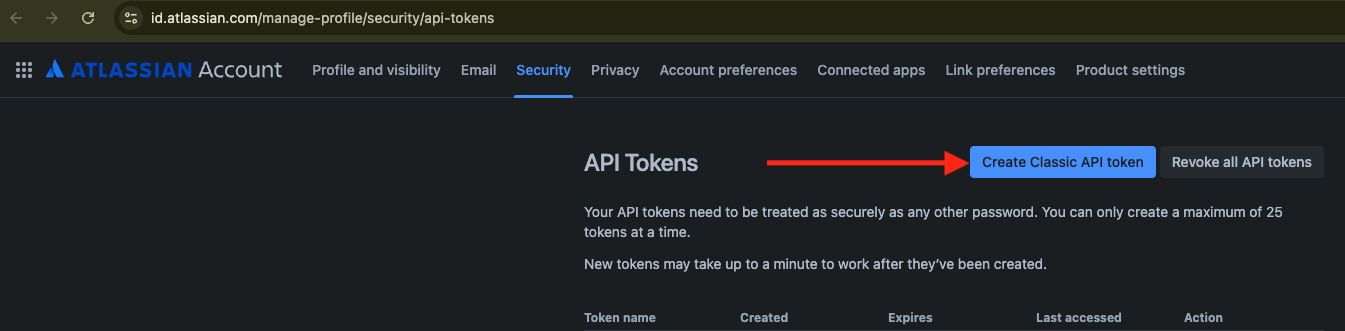 id.atlassian.com/manage-profile/security/api-tokens
ATLASSIAN Account Profile and visibility Email Security Privacy Account preferences Connected apps Link preferences Product settings
API Tokens Create Classic API token Revoke all API tokens
Your API tokens need to be treated as securely as any other password. You can only create a maximum of 25
tokens at a time.
New tokens may take up to a minute to work after they’ve been created.
Token name Created Expires Last accessed Action